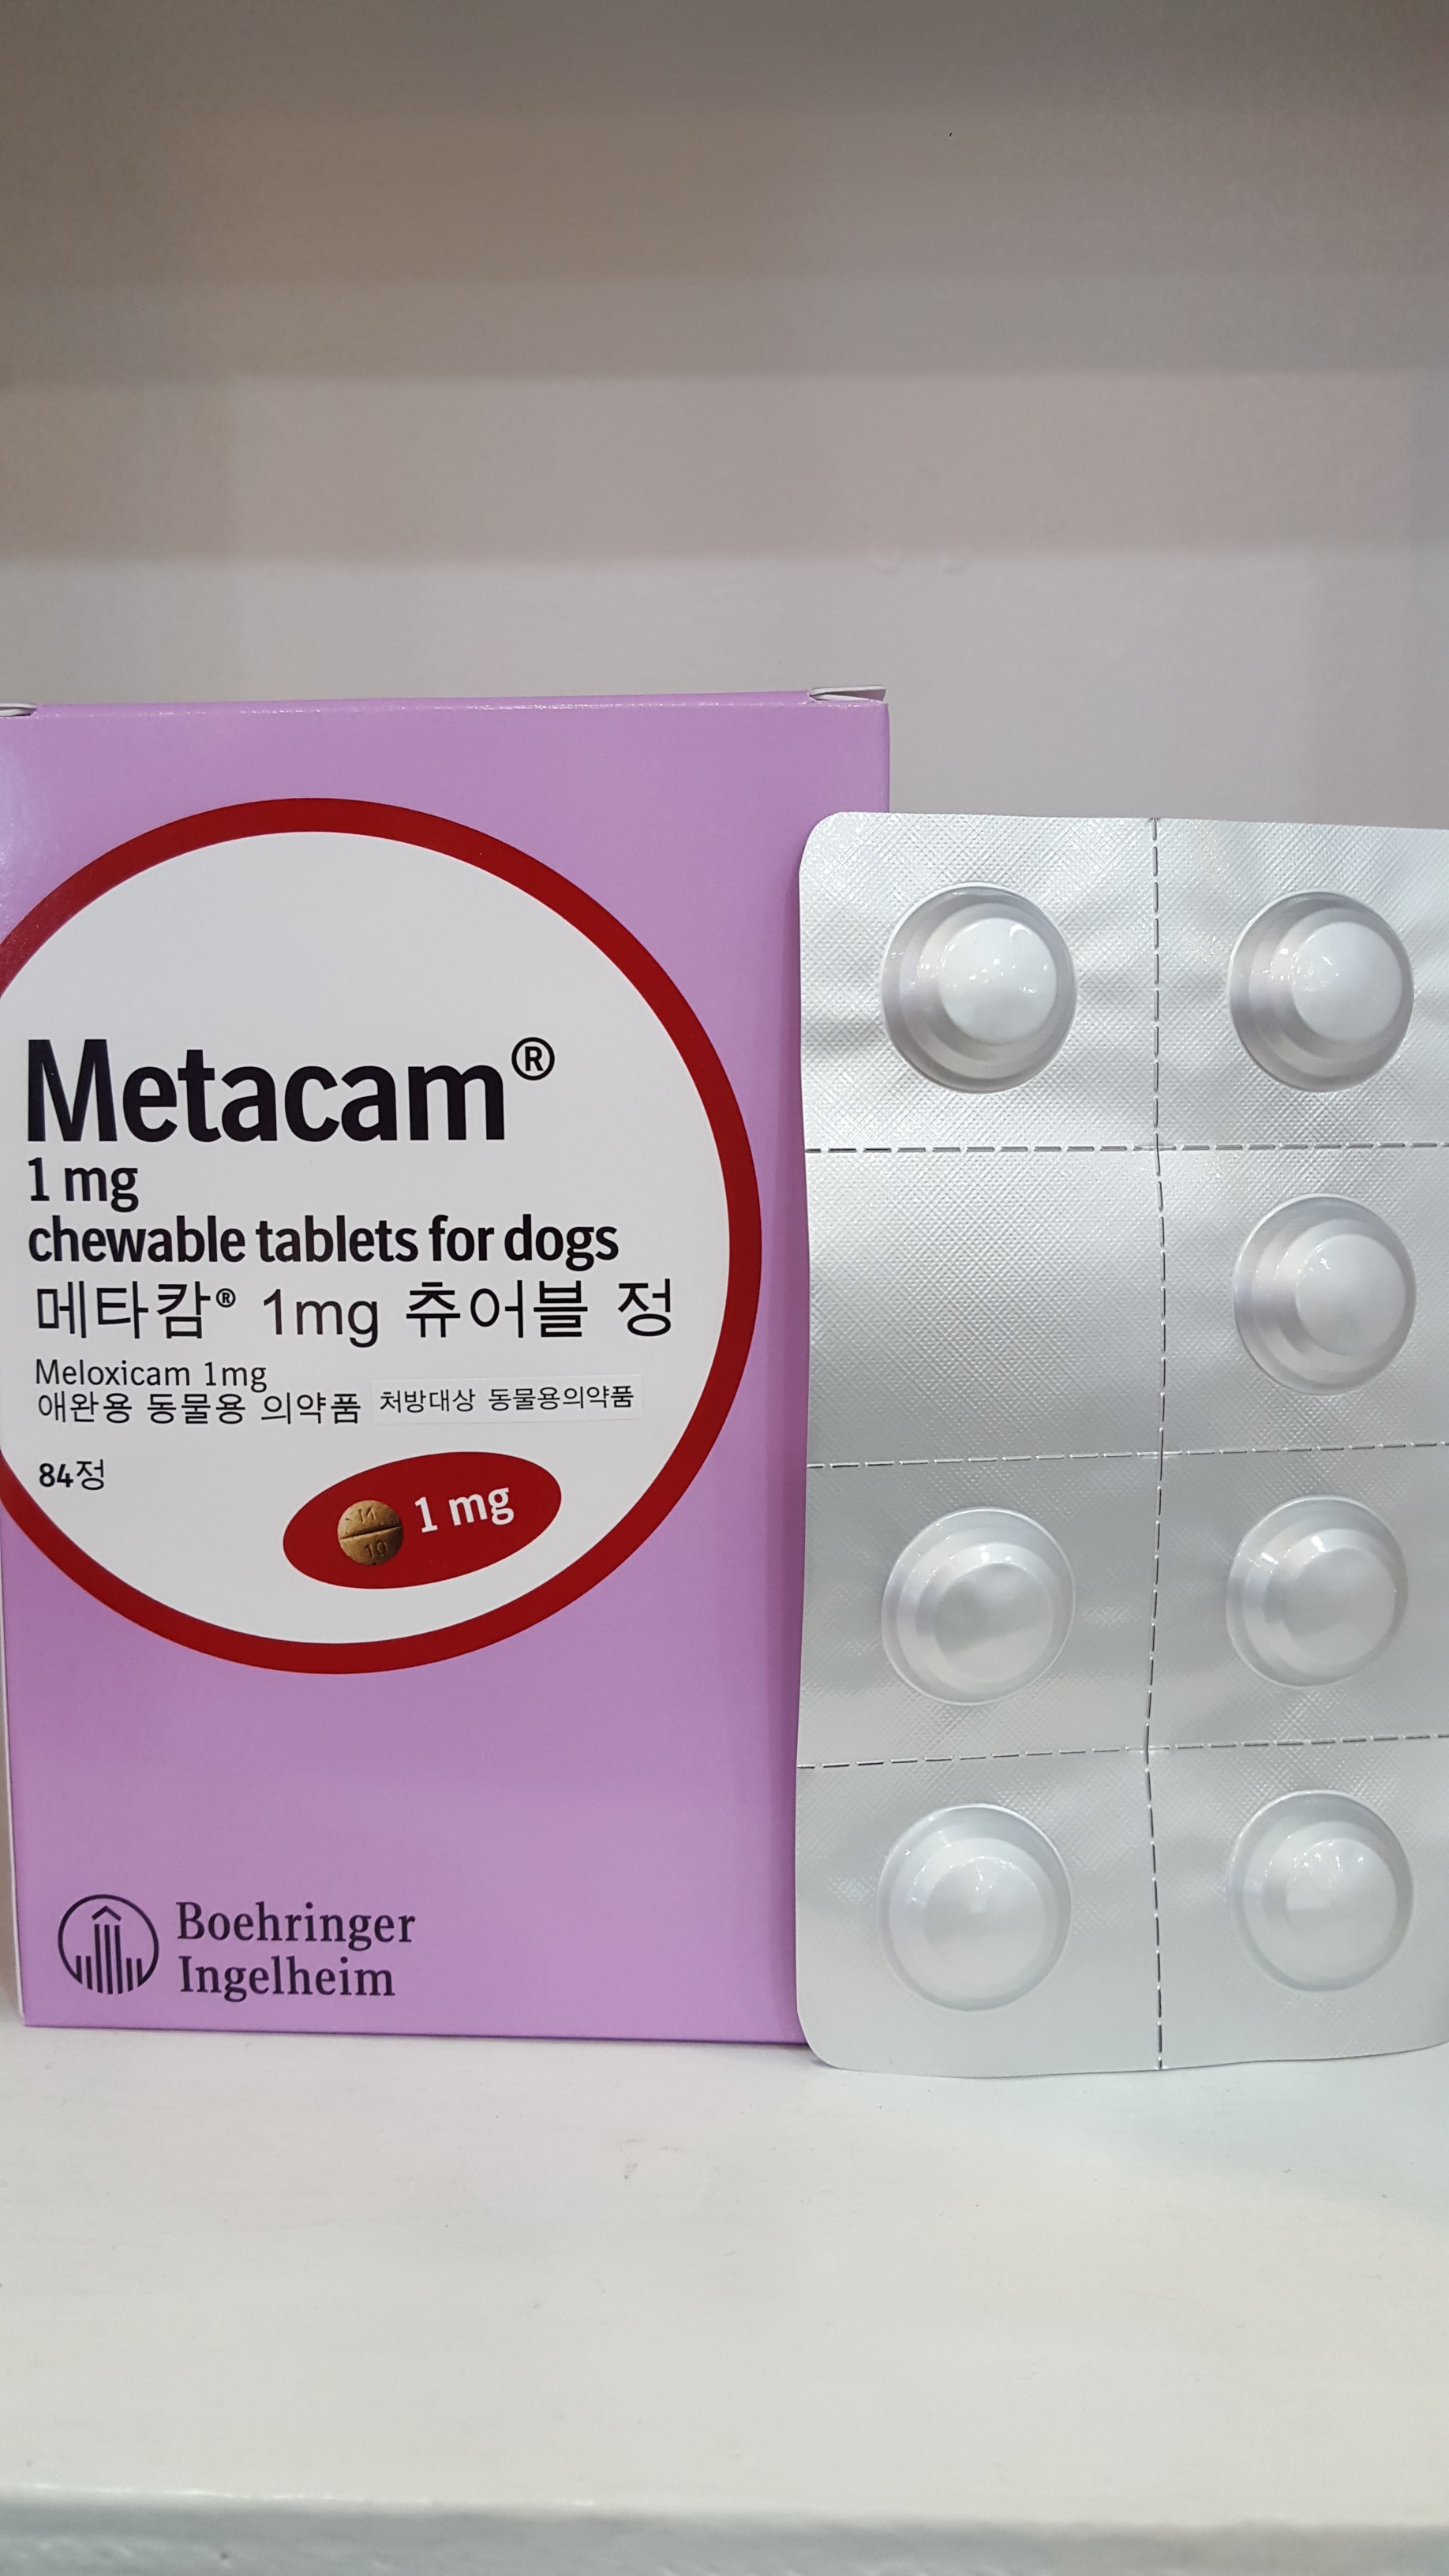 Metacam®
1 mg
chewable tablets for dogs
메타캄® 1mg 츄어블 정
Meloxicam 1mg
애완용 동물용 의약품 처방대상 동물용의약품
84정
M
10
1 mg
Boehringer
Ingelheim